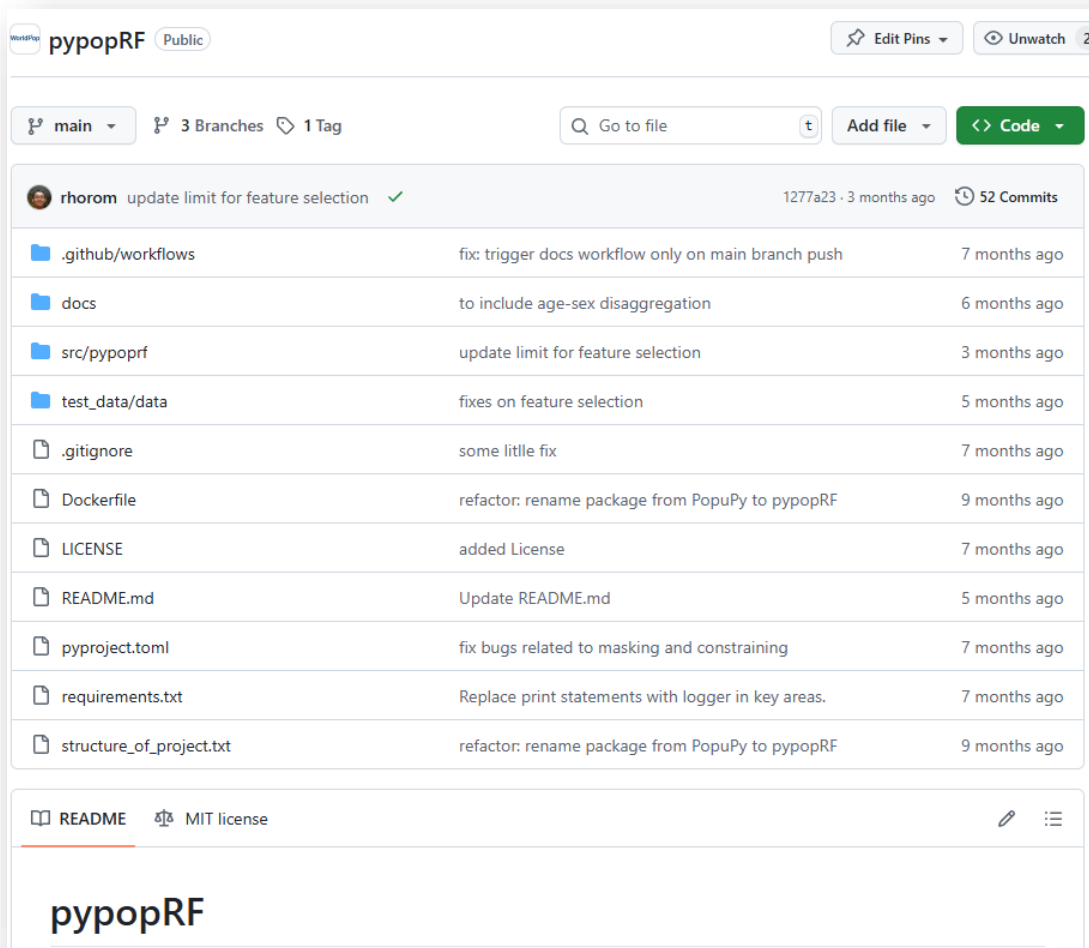 WorldPop pypopRF Public Edit Pins Unwatch 2
main 3 Branches 1 Tag Go to file t Add file Code
rhorom update limit for feature selection 1277a23 · 3 months ago 52 Commits
.github/workflows fix: trigger docs workflow only on main branch push 7 months ago
docs to include age-sex disaggregation 6 months ago
src/pypoprf update limit for feature selection 3 months ago
test_data/data fixes on feature selection 5 months ago
.gitignore some litlle fix 7 months ago
Dockerfile refactor: rename package from PopuPy to pypopRF 9 months ago
LICENSE added License 7 months ago
README.md Update README.md 5 months ago
pyproject.toml fix bugs related to masking and constraining 7 months ago
requirements.txt Replace print statements with logger in key areas. 7 months ago
structure_of_project.txt refactor: rename package from PopuPy to pypopRF 9 months ago
README MIT license
pypopRF